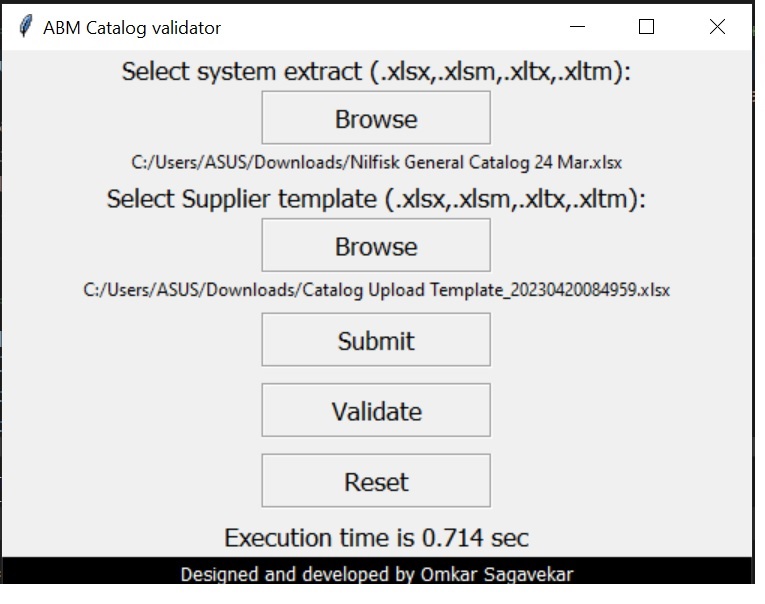 ABM Catalog validator
Select system extract (.xlsx,.xlsm,.xltx,.xltm):
Browse
C:/Users/ASUS/Downloads/Nilfisk General Catalog 24 Mar.xlsx
Select Supplier template (.xlsx,.xlsm,.xltx,.xltm):
Browse
C:/Users/ASUS/Downloads/Catalog Upload Template_20230420084959.xlsx
Submit
Validate
Reset
Execution time is 0.714 sec
Designed and developed by Omkar Sagavekar